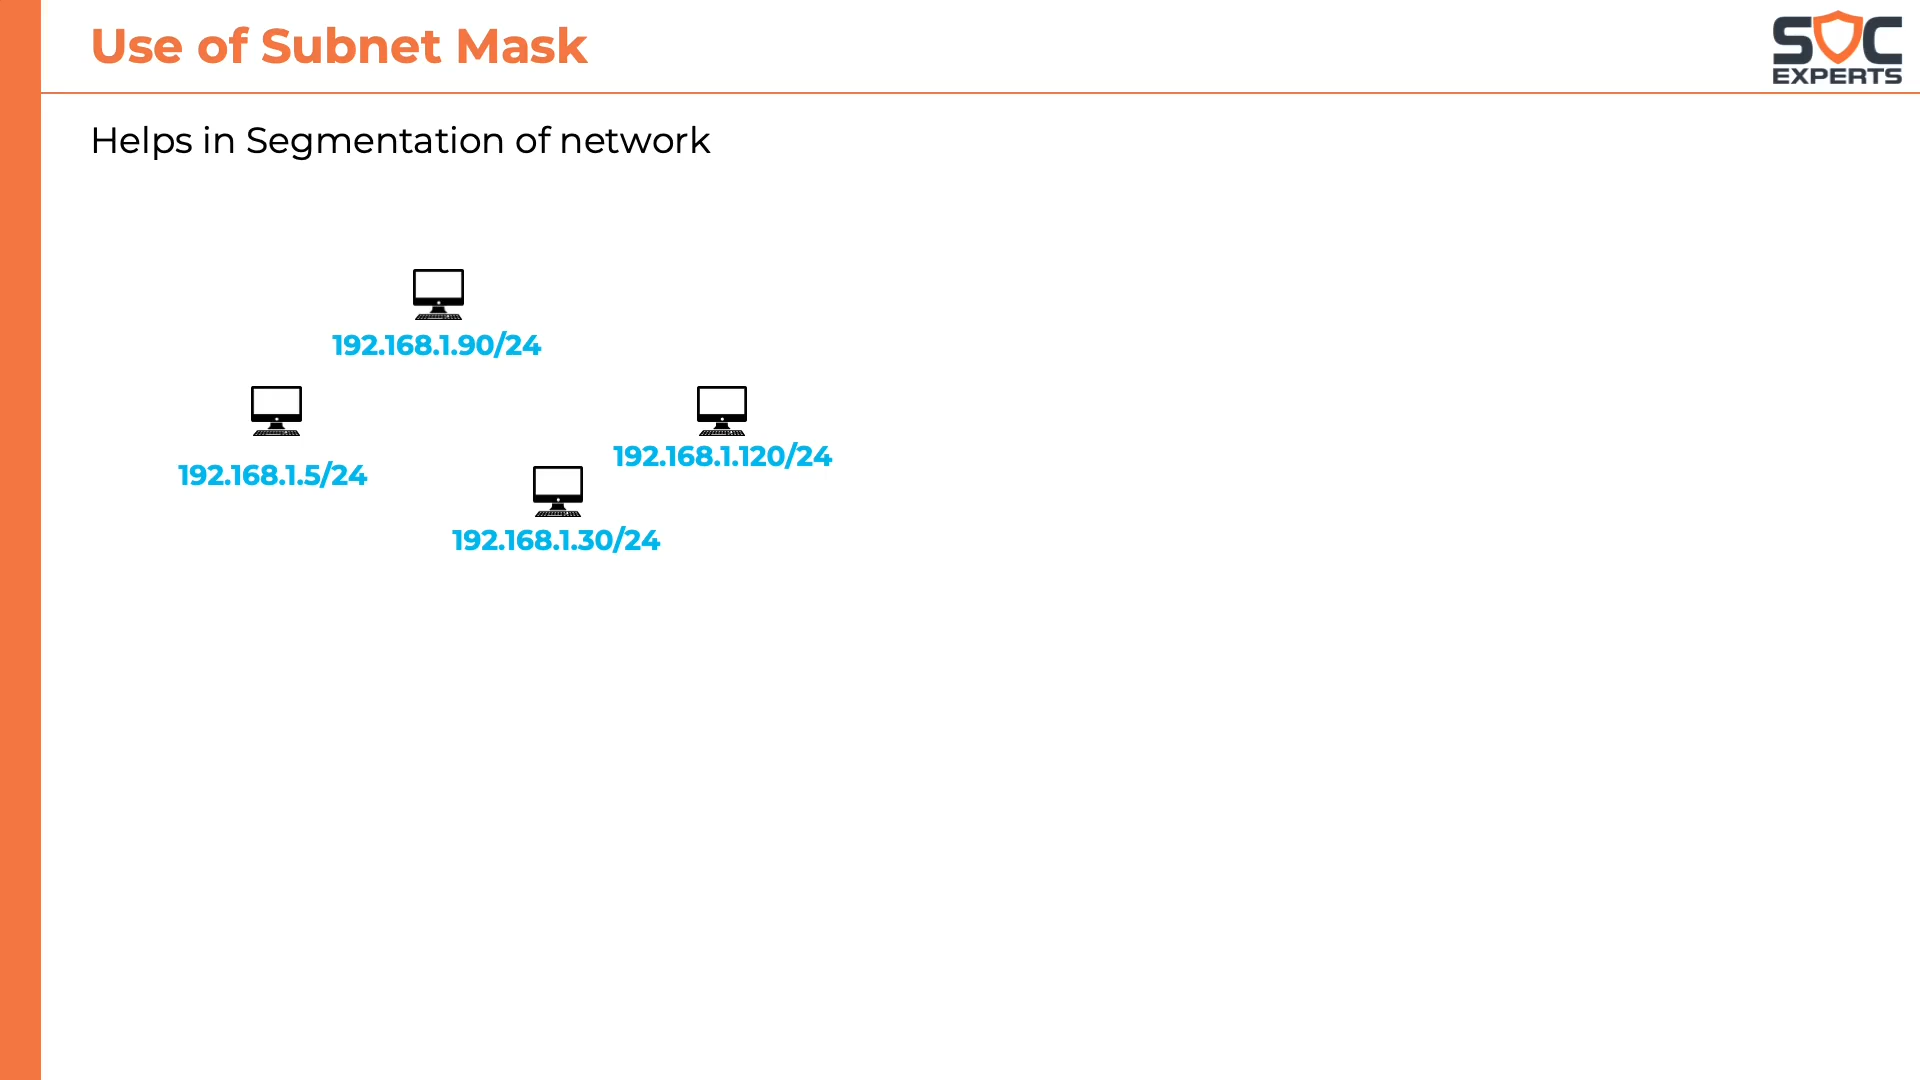 Use of Subnet Mask
SOC
EXPERTS
Helps in Segmentation of network
192.168.1.90/24
192.168.1.5/24
192.168.1.120/24
192.168.1.30/24